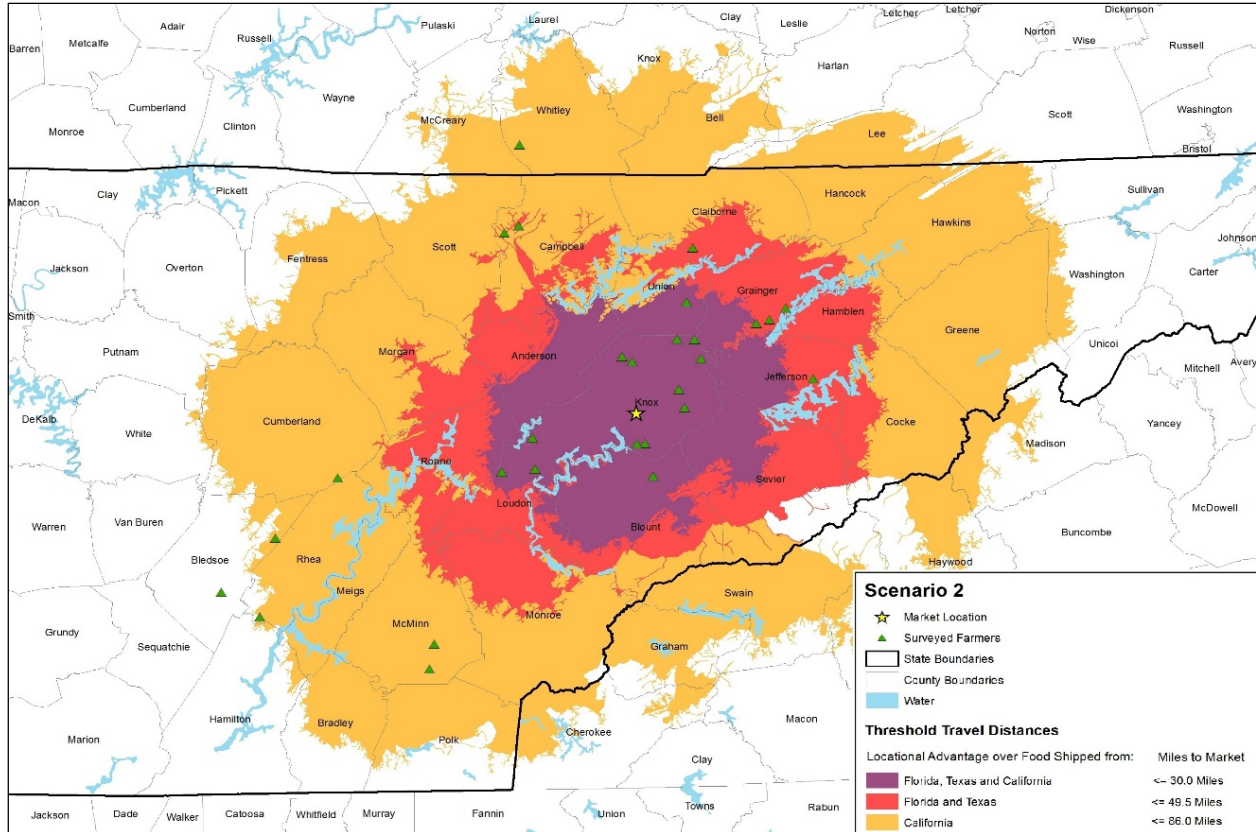 Laurel
Clay
Leslie
Letcher
Letcher
Dickenson
Adair
Pulaski
Barren
Metcalfe
Russell
Norton
Wise
Russell
Knox
Harlan
Wayne
Cumberland
Whitley
Washington
McCreary
Bell
Scott
Monroe
Clinton
Lee
Bristol
Clay
Pickett
Sullivan
Macon
Hancock
Claiborne
Hawkins
Scott
Campbell
Johnson
Fentress
Jackson
Overton
Washington
Carter
Union
Grainger
Smith
Hamblen
Greene
Putnam
Unicoi
Morgan
Anderson
Mitchell
Avery
Jefferson
Knox
DeKalb
White
Cumberland
Cocke
Yancey
Madison
Roane
Sevier
Loudon
McDowell
Warren
Van Buren
Blount
Buncombe
Bledsoe
Rhea
Haywood
Meigs
Swain
Monroe
McMinn
Grundy
Sequatchie
Graham
Hamilton
Bradley
Macon
Cherokee
Marion
Polk
Clay
Jackson
Dade
Walker
Catoosa
Whitfield
Murray
Fannin
Union
Towns
Rabun
Scenario 2
Market Location
Surveyed Farmers
State Boundaries
County Boundaries
Water
Threshold Travel Distances
Locational Advantage over Food Shipped from: Miles to Market
Florida, Texas and California <= 30.0 Miles
Florida and Texas <= 49.5 Miles
California <= 86.0 Miles